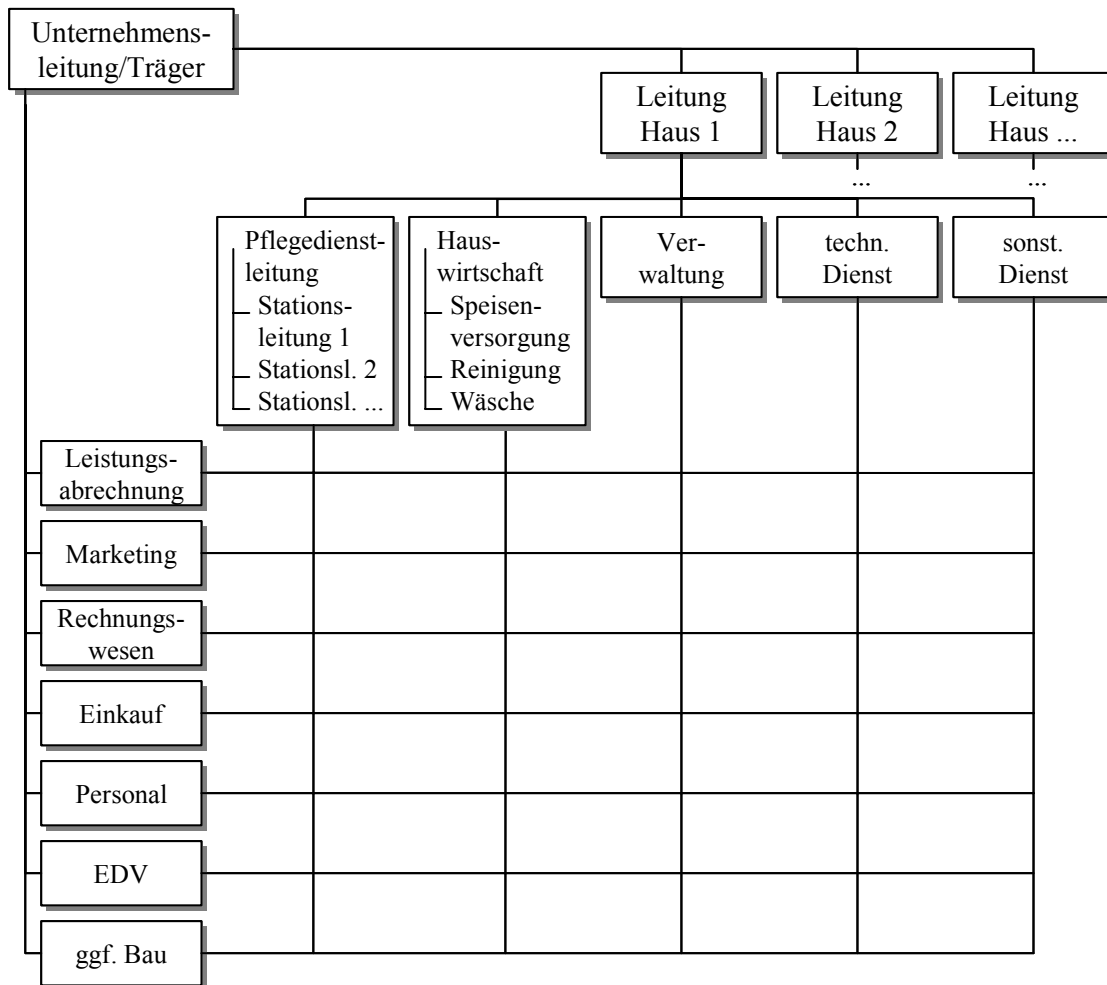 Unternehmens-
leitung/Träger
Leitung
Haus 1
Leitung
Haus 2
Leitung
Haus ...
...
...
Pflegedienst-
leitung
Stations-
leitung 1
Stationsl. 2
Stationsl. ...
Haus-
wirtschaft
Speisen-
versorgung
Reinigung
Wäsche
Ver-
waltung
techn.
Dienst
sonst.
Dienst
Leistungs-
abrechnung
Marketing
Rechnungs-
wesen
Einkauf
Personal
EDV
ggf. Bau